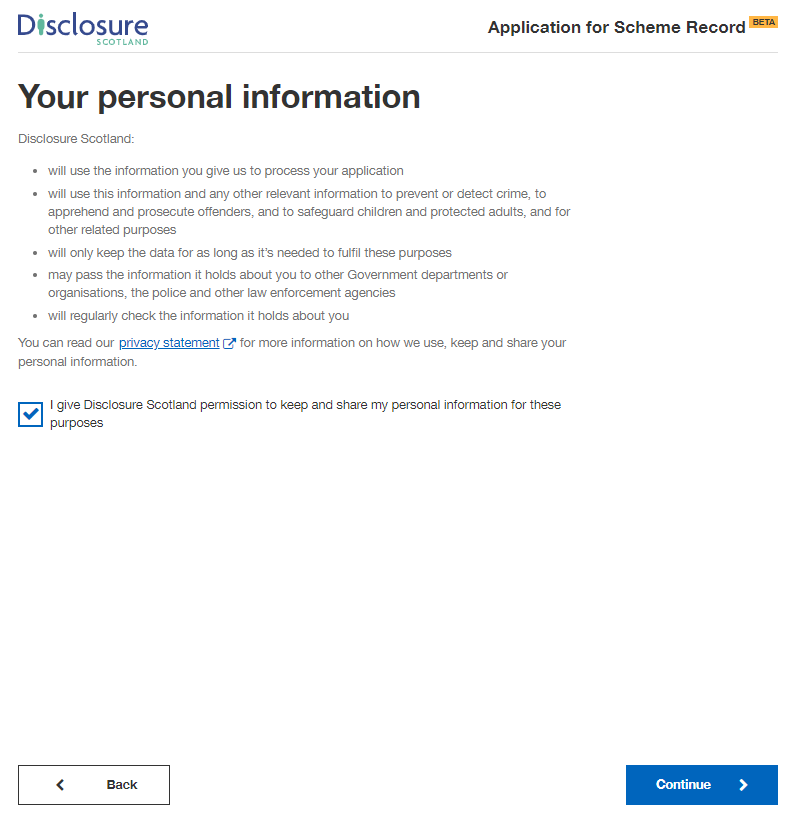 Disclosure
SCOTLAND
Application for Scheme Record BETA
Your personal information
Disclosure Scotland:
• will use the information you give us to process your application
• will use this information and any other relevant information to prevent or detect crime, to
apprehend and prosecute offenders, and to safeguard children and protected adults, and for
other related purposes
• will only keep the data for as long as it's needed to fulfil these purposes
• may pass the information it holds about you to other Government departments or
organisations, the police and other law enforcement agencies
• will regularly check the information it holds about you
You can read our privacy statement for more information on how we use, keep and share your
personal information.
I give Disclosure Scotland permission to keep and share my personal information for these
purposes
Back
Continue